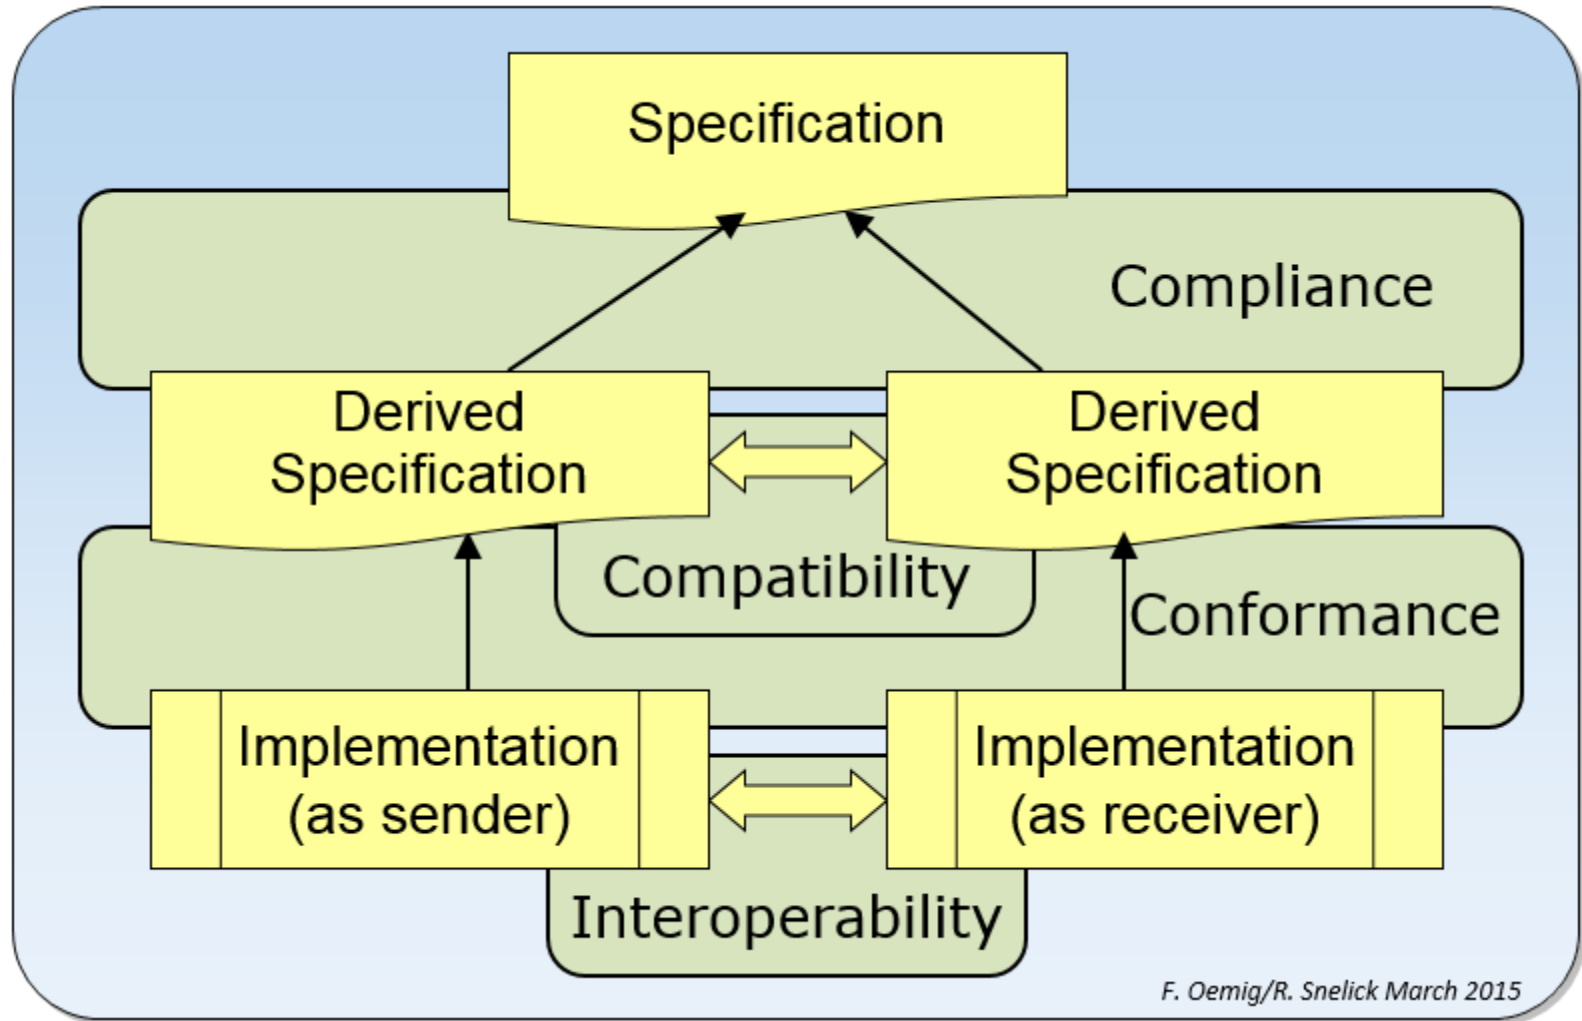 Specification
Compliance
Derived
Specification
Derived
Specification
Compatibility
Conformance
Implementation
(as sender)
Implementation
(as receiver)
Interoperability
F. Oemig/R. Snelick March 2015